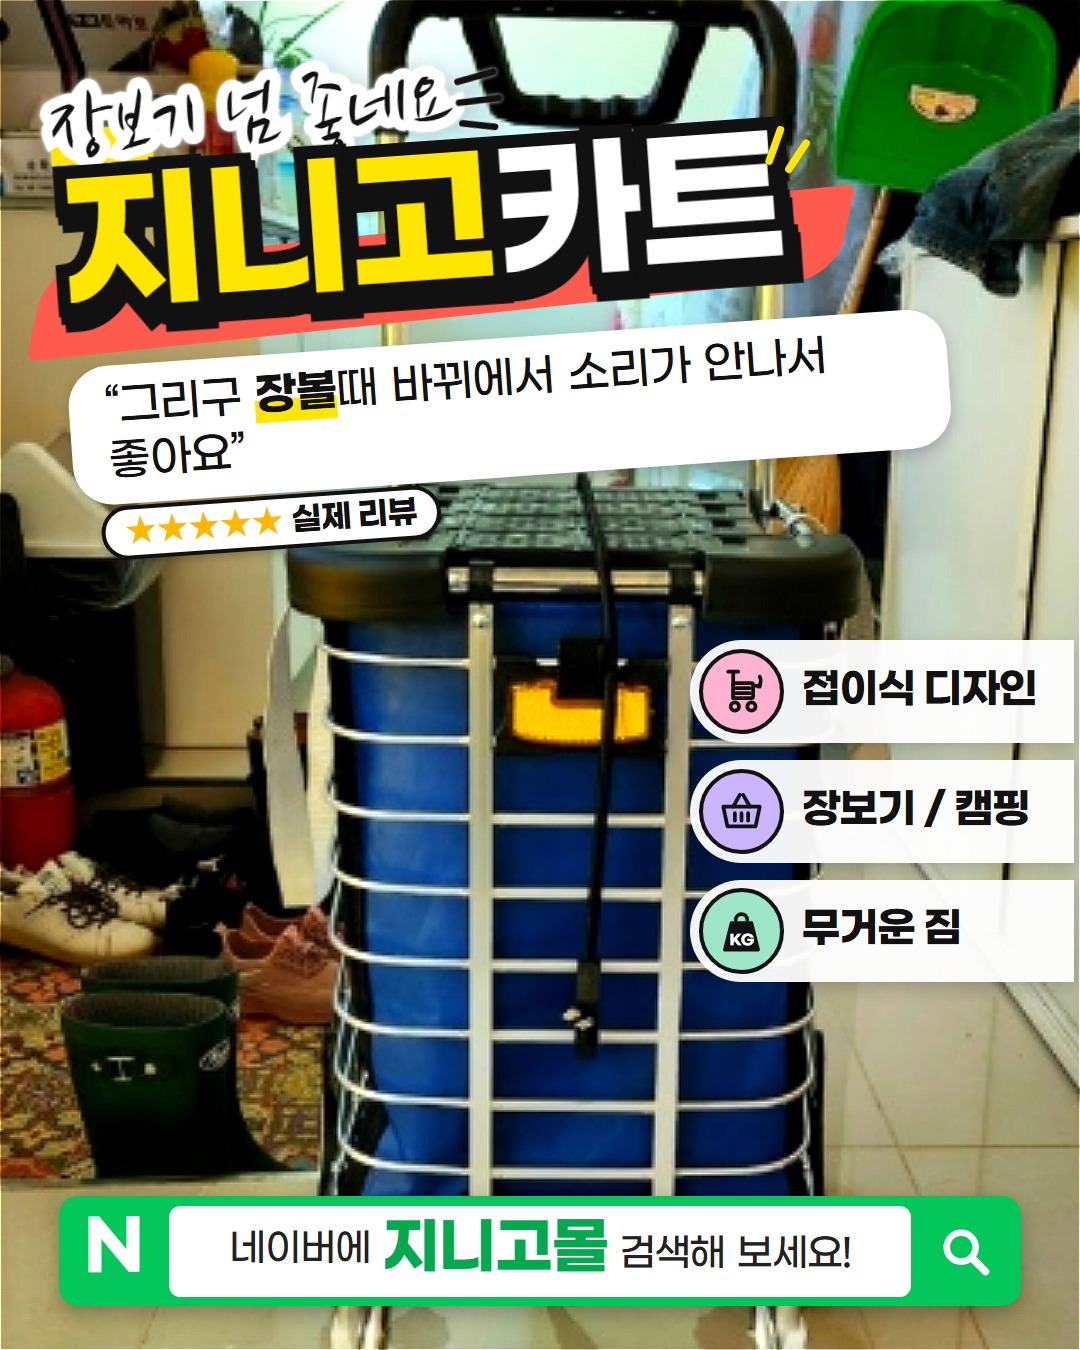 장보기 넘 좋네요
지니고카트
“그리구 장볼때 바퀴에서 소리가 안나서
좋아요”
★★★★★ 실제 리뷰
접이식 디자인
장보기 / 캠핑
KG 무거운 짐
N 네이버에 지니고몰 검색해 보세요!